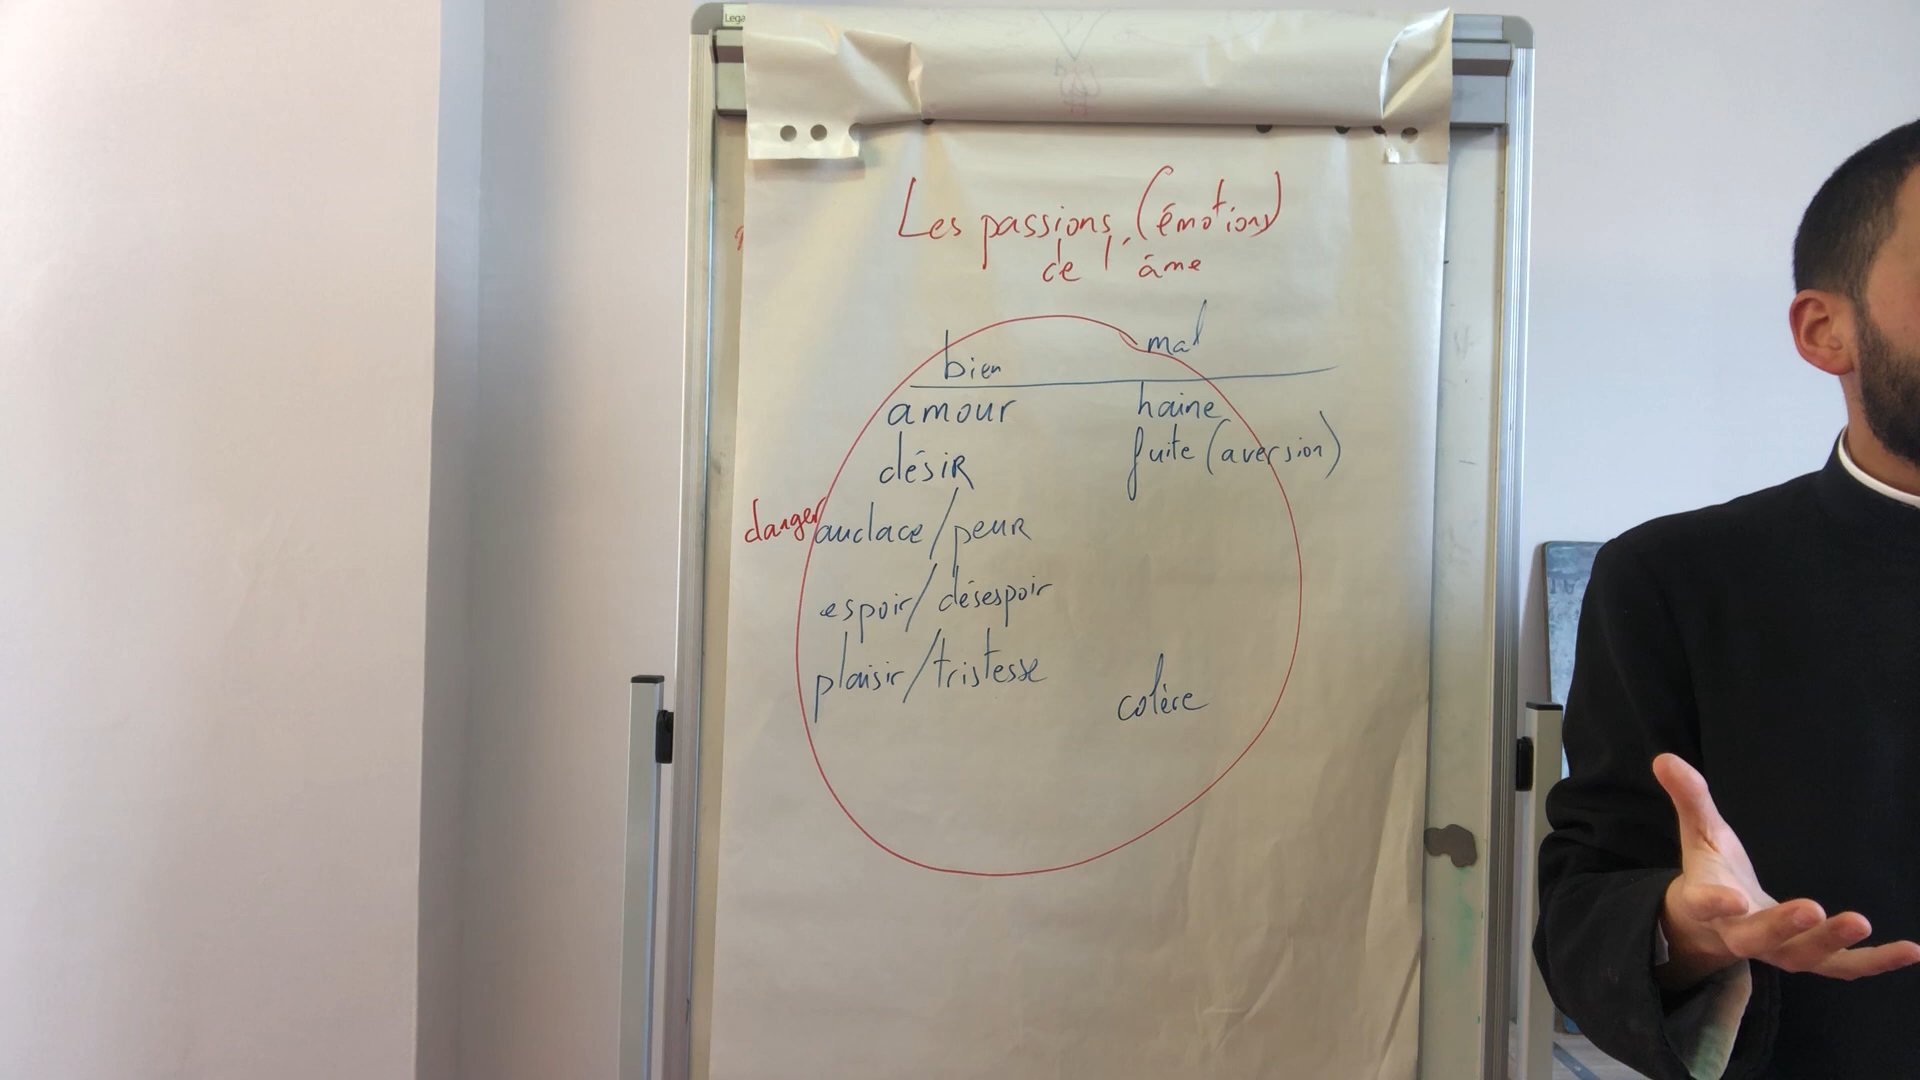 Lega
Les passions (émotions)
de l'âme
bien mal
amour haine
désir fuite (aversion)
danger audace / peur
espoir / désespoir
plaisir / tristesse
colère